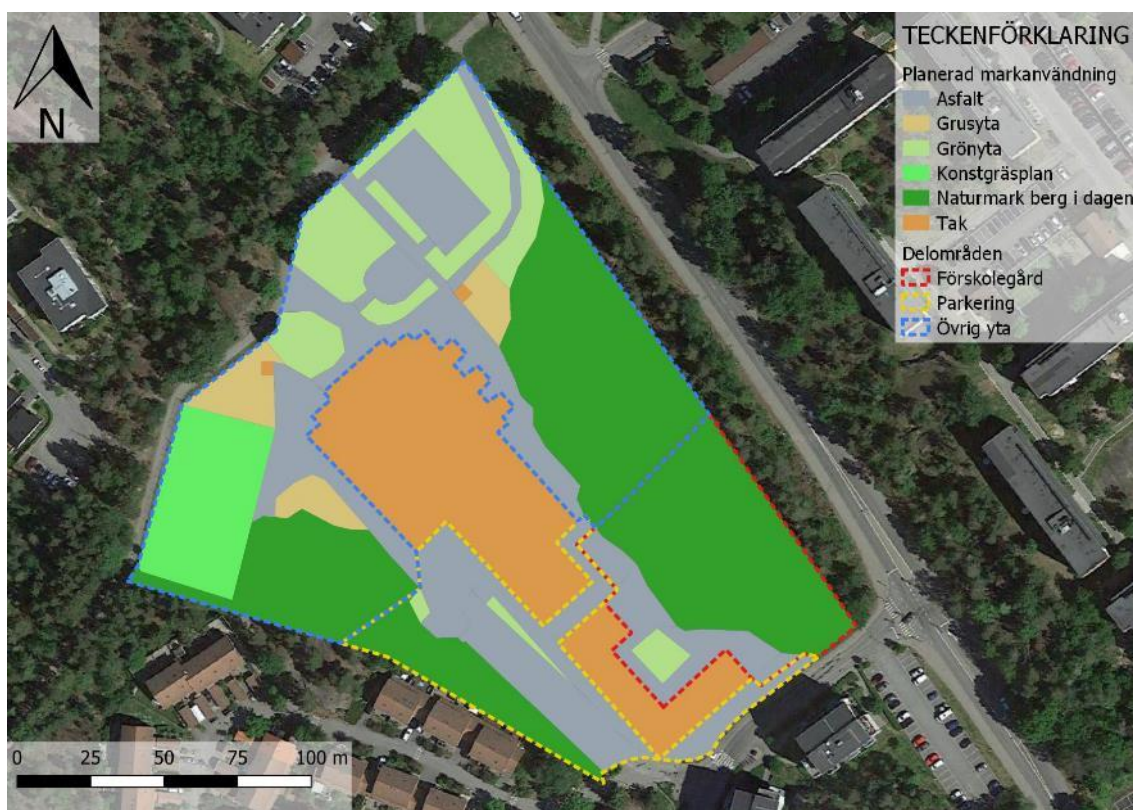 N
TECKENFÖRKLARING
Planerad markanvändning
Asfalt
Grusyta
Grönyta
Konstgräsplan
Naturmark berg i dagen
Tak
Delområden
Förskolegård
Parkering
Övrig yta
0 25 50 75 100 m